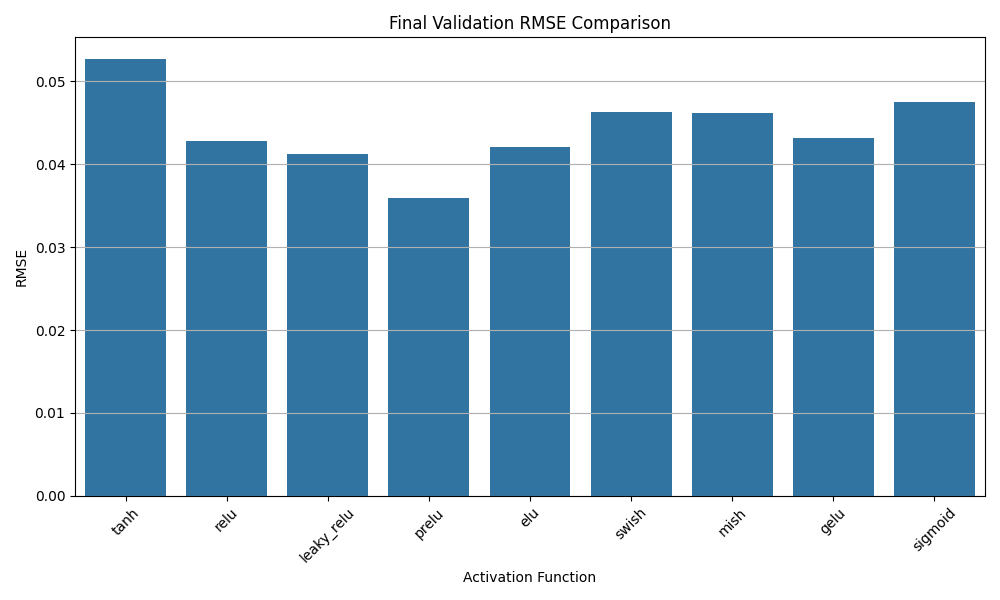 Final Validation RMSE Comparison
RMSE
0.05
0.04
0.03
0.02
0.01
0.00
tanh
relu
leaky_relu
prelu
elu
swish
mish
gelu
sigmoid
Activation Function